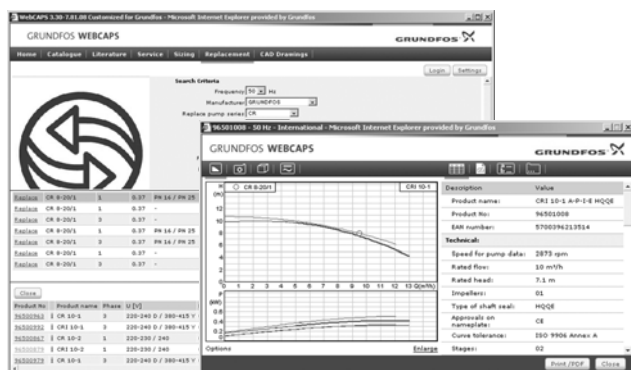 WebCAPS 3.30-7.01.08 Customized for Grundfos - Microsoft Internet Explorer provided by Grundfos
GRUNDFOS WEBCAPS
GRUNDFOS
Home Catalogue Literature Service Sizing Replacement CAD Drawings
Login Settings
Search Criteria
Frequency 50 Hz
Manufacturer GRUNDFOS
Replace pump series CR
Replace CR 8-20/1 1 0.37 PN 16 / PN 25
Replace CR 8-20/1 1 0.37 -
Replace CR 8-20/1 3 0.37 -
Replace CR 8-20/1 3 0.37 PN 16 / PN 25
Replace CR 8-20/1 1 0.37 PN 16 / PN 25
Replace CR 8-20/1 3 0.37 -
Close
Product No Product name Phase U [V]
96500963 CR 10-1 3 220-240 D / 380-415 Y
CRI 10-1 3 220-240 D / 380-415 Y
96500867 CR 10-2 1 220-230 / 240
CRI 10-2 1 220-230 / 240
96500979 CR 10-1 3 220-240 D / 380-415 Y
96501008 - 50 Hz - International - Microsoft Internet Explorer provided by Grundfos
GRUNDFOS WEBCAPS
GRUNDFOS
H
(m)
CR 8-20/1
CRI 10-1
10
8
6
4
2
0
0 1 2 3 4 5 6 7 8 9 10 11 12 13 Q(m³/h)
P
(kW)
0.4
0.2
0
Options
Enlarge
Description Value
Product name: CRI 10-1 A-P-I-E HQQE
Product No: 96501008
EAN number: 5700396213514
Technical:
Speed for pump data: 2873 rpm
Rated flow: 10 m³/h
Rated head: 7.1 m
Impellers: 01
Type of shaft seal: HQQE
Approvals on nameplate: CE
Curve tolerance: ISO 9906 Annex A
Stages: 02
Print /PDF Close